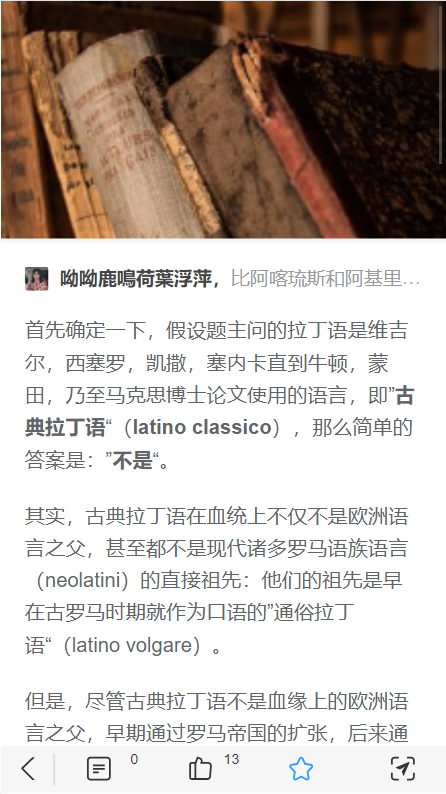 呦呦鹿鳴荷葉浮萍，比阿喀琉斯和阿基里…
首先确定一下，假设题主问的拉丁语是维吉
尔，西塞罗，凯撒，塞内卡直到牛顿，蒙
田，乃至马克思博士论文使用的语言，即”古
典拉丁语“（latino classico），那么简单的
答案是：”不是“。
其实，古典拉丁语在血统上不仅不是欧洲语
言之父，甚至都不是现代诸多罗马语族语言
（neolatini）的直接祖先：他们的祖先是早
在古罗马时期就作为口语的”通俗拉丁
语“（latino volgare）。
但是，尽管古典拉丁语不是血缘上的欧洲语
言之父，早期通过罗马帝国的扩张，后来通
0
13